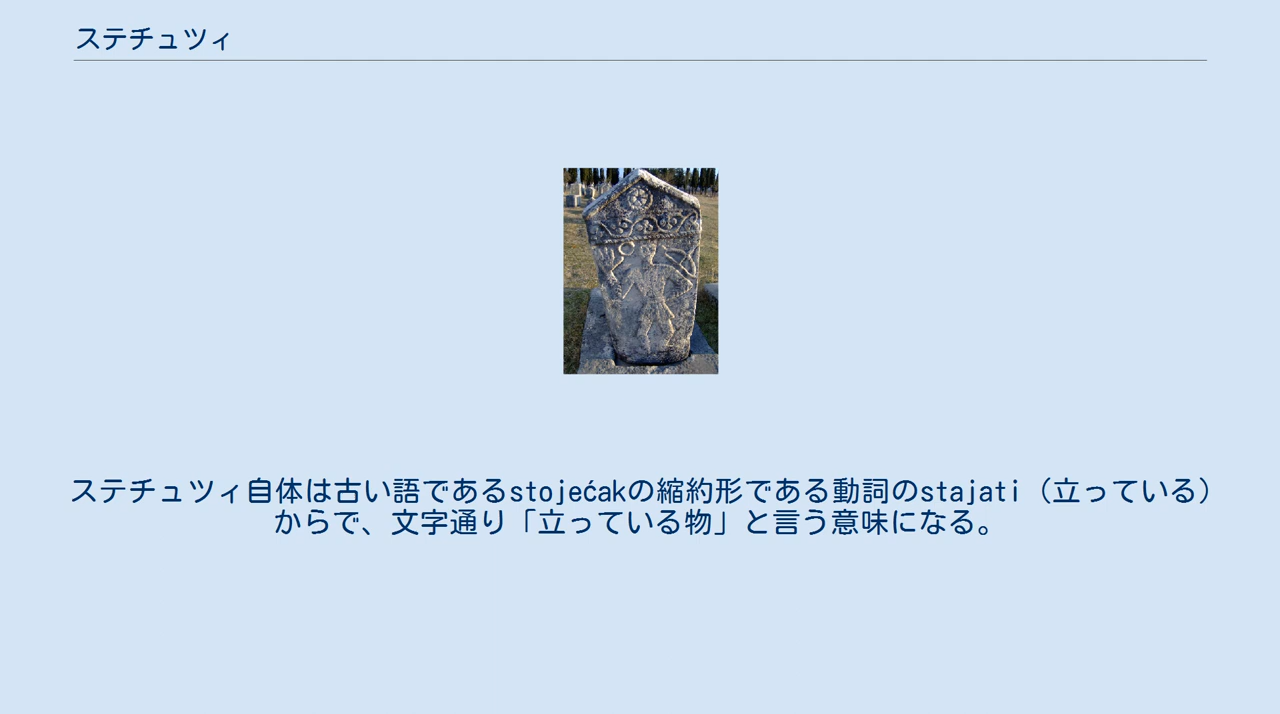 ステチュツィ
ステチュツィ自体は古い語であるstojećakの縮約形である動詞のstajati（立っている）
からで、文字通り「立っている物」と言う意味になる。